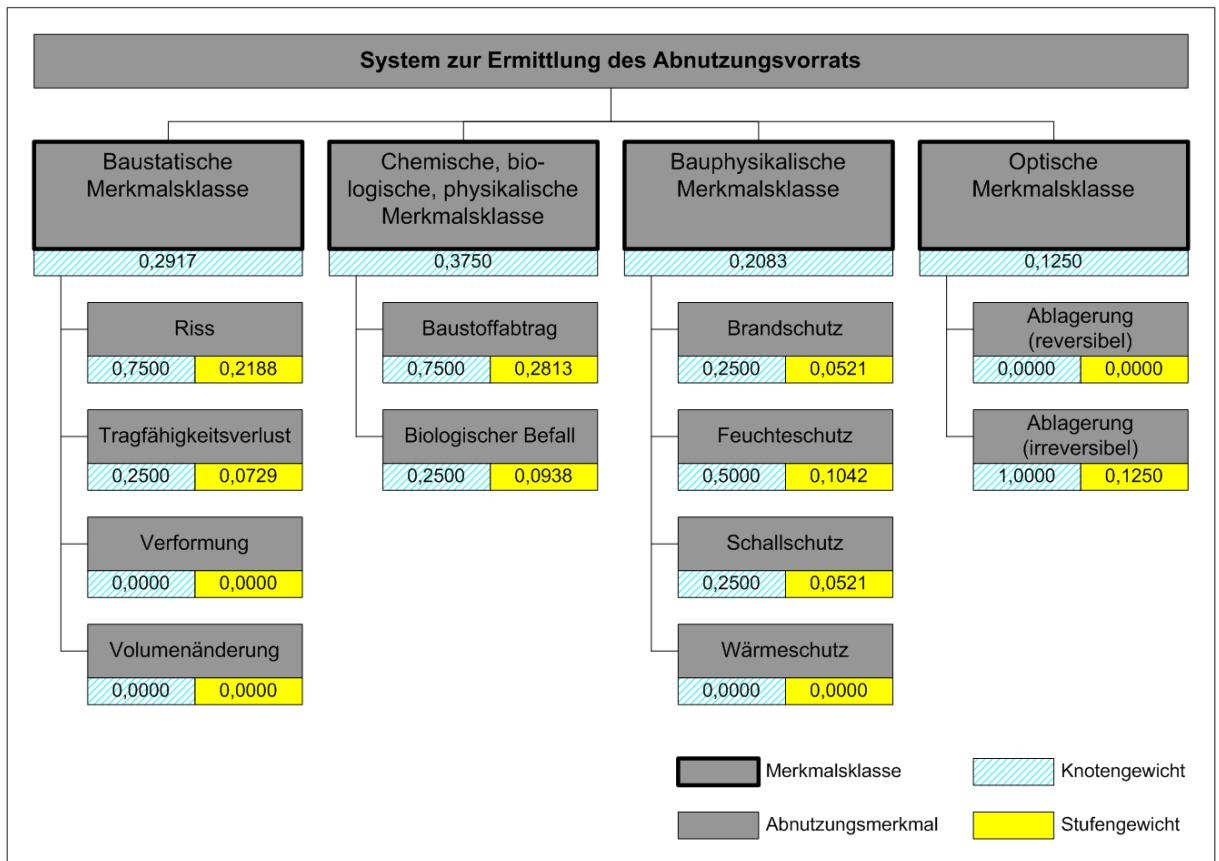 System zur Ermittlung des Abnutzungsvorrats
Baustatische
Merkmalsklasse
0,2917
Riss
0,7500 0,2188
Tragfähigkeitsverlust
0,2500 0,0729
Verformung
0,0000 0,0000
Volumenänderung
0,0000 0,0000
Chemische, bio-
logische, physikalische
Merkmalsklasse
0,3750
Baustoffabtrag
0,7500 0,2813
Biologischer Befall
0,2500 0,0938
Bauphysikalische
Merkmalsklasse
0,2083
Brandschutz
0,2500 0,0521
Feuchteschutz
0,5000 0,1042
Schallschutz
0,2500 0,0521
Wärmeschutz
0,0000 0,0000
Optische
Merkmalsklasse
0,1250
Ablagerung
(reversibel)
0,0000 0,0000
Ablagerung
(irreversibel)
1,0000 0,1250
Merkmalsklasse
Knotengewicht
Abnutzungsmerkmal
Stufengewicht